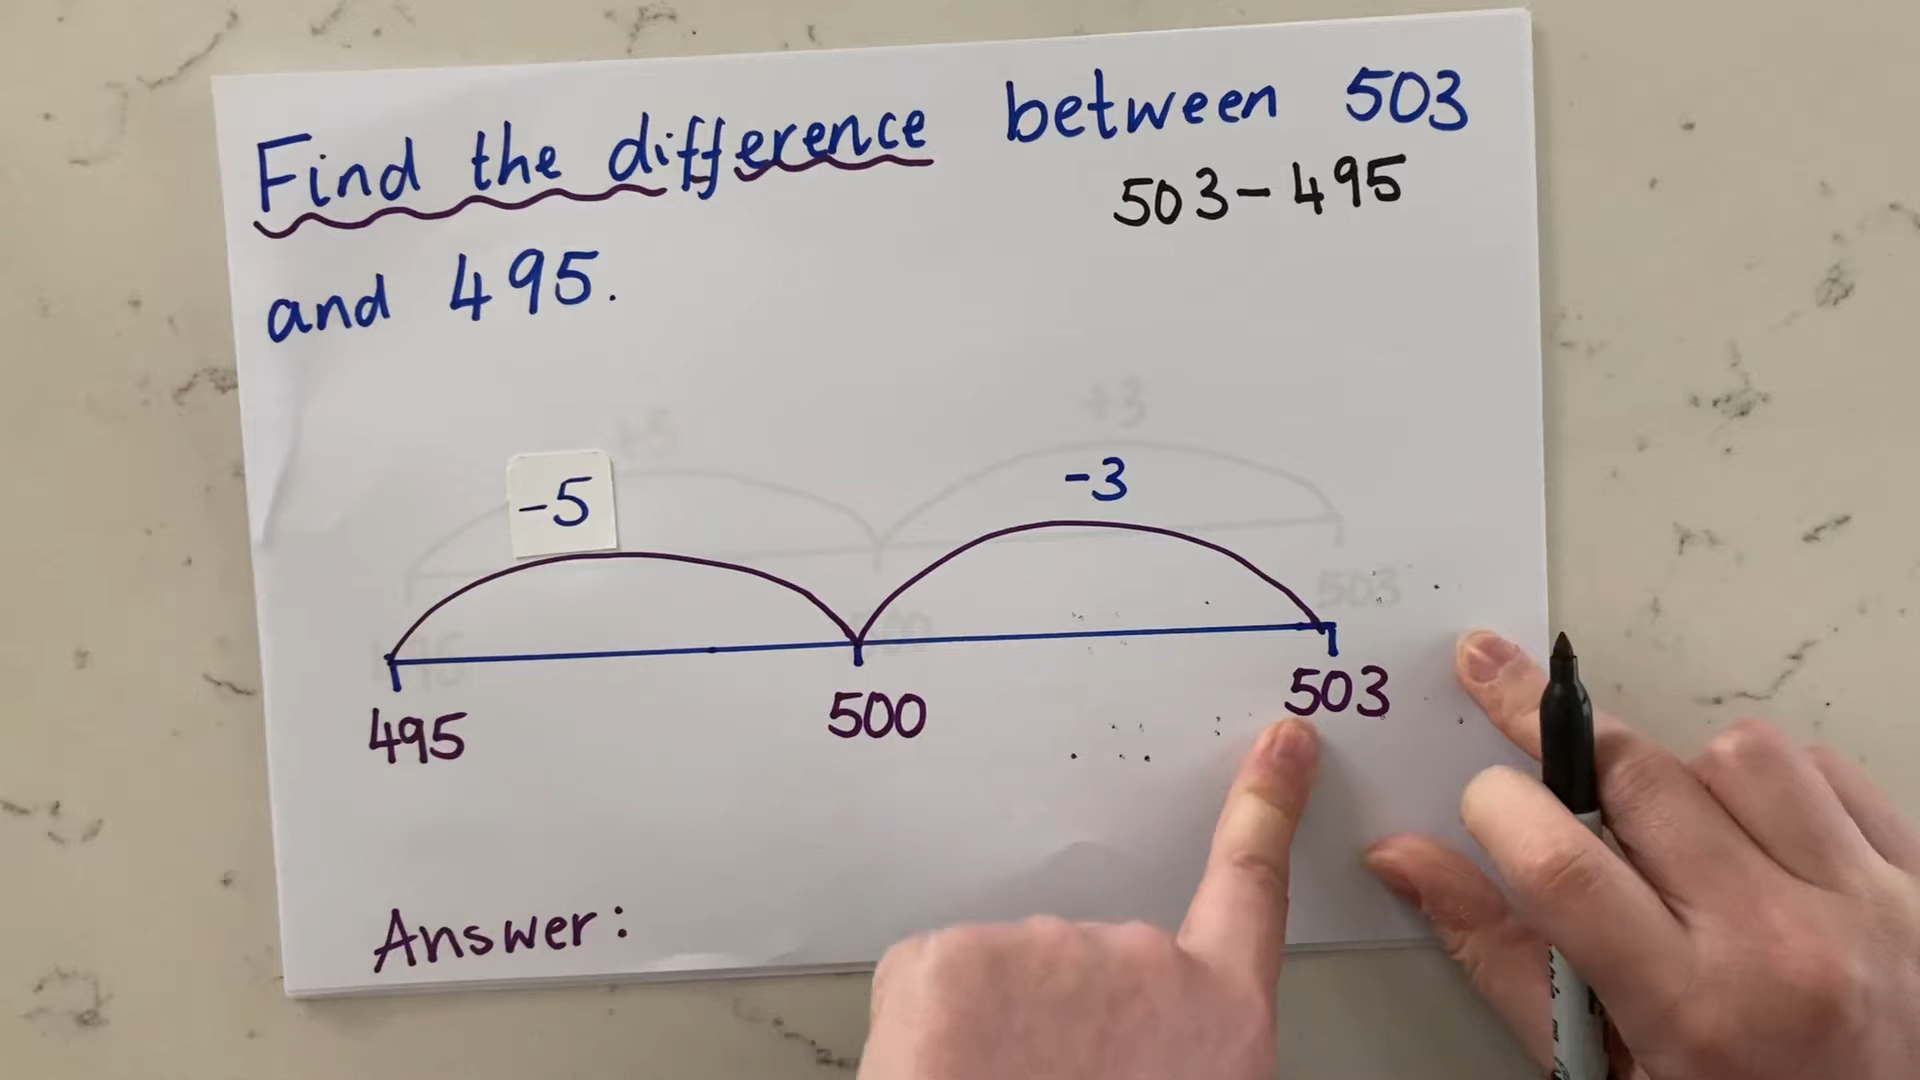 Find the difference between 503
503-495
and 495.
-5
-3
495
500
503
Answer: